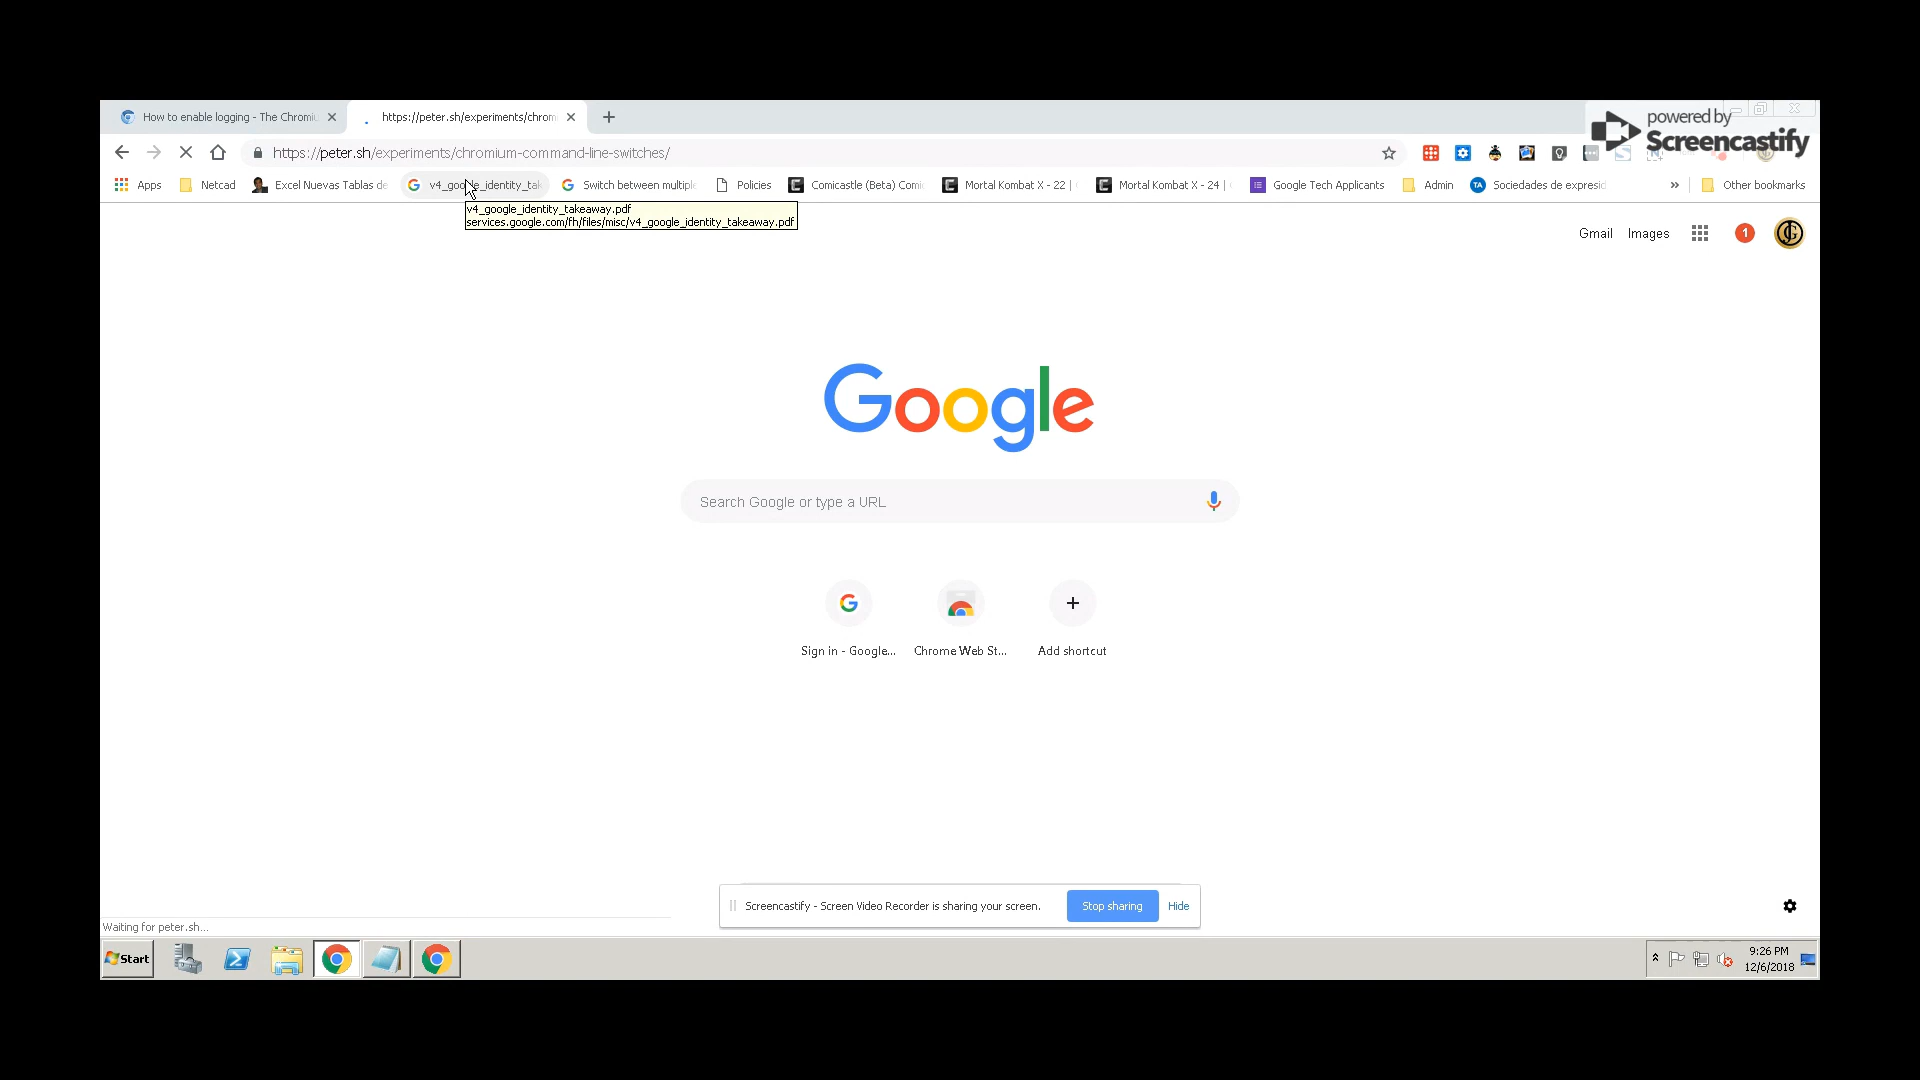 How to enable logging - The Chromiu
https://peter.sh/experiments/chrom
powered by
Screencastify
https://peter.sh/experiments/chromium-command-line-switches/
Apps
Netcad
Excel Nuevas Tablas de
v4_google_identity_tak
Switch between multiple
Policies
Comicastle (Beta) Comic
Mortal Kombat X - 22 |
Mortal Kombat X - 24 |
Google Tech Applicants
Admin
Sociedades de expresid
»
Other bookmarks
v4_google_identity_takeaway.pdf
services.google.com/fh/files/misc/v4_google_identity_takeaway.pdf
Gmail
Images
1
Google
Search Google or type a URL
Sign in - Google...
Chrome Web St...
Add shortcut
Screencastify - Screen Video Recorder is sharing your screen.
Stop sharing
Hide
Waiting for peter.sh...
Start
9:26 PM
12/6/2018